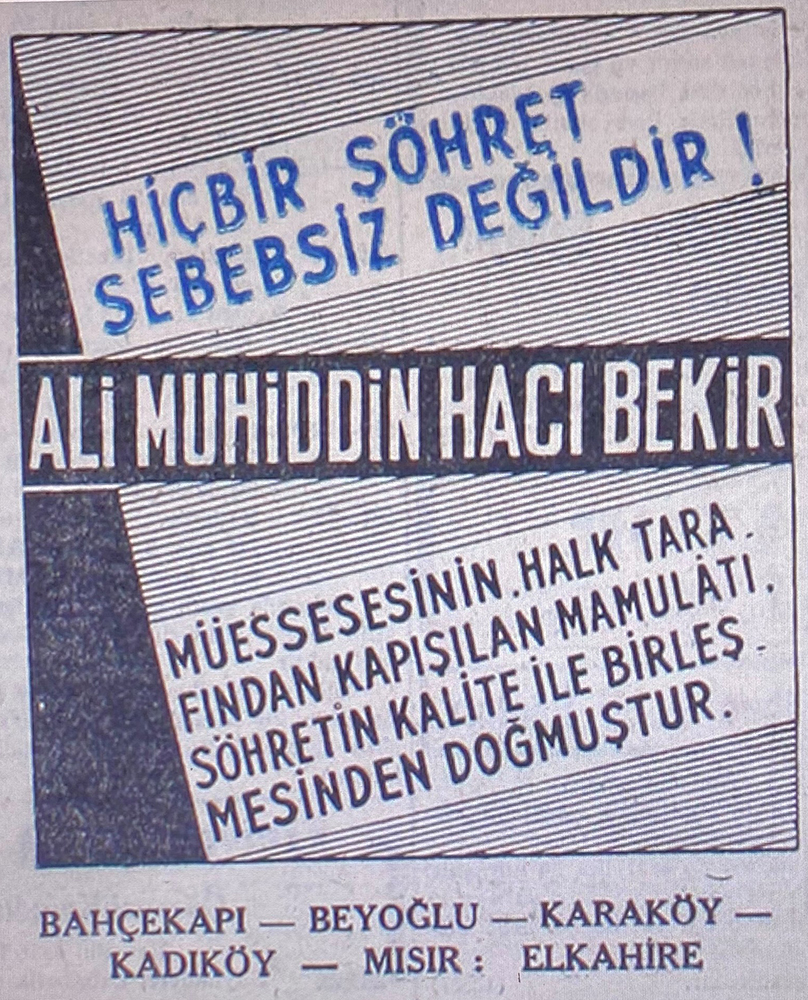 HİÇBİR ŞÖHRET
SEBEBSİZ DEĞİLDİR !
ALİ MUHİDDİN HACI BEKİR
MÜESSESESİNİN HALK TARA-
FINDAN KAPIŞILAN MAMULÂTI,
ŞÖHRETİN KALİTE İLE BİRLEŞ-
MESİNDEN DOĞMUŞTUR.
BAHÇEKAPI — BEYOĞLU — KARAKÖY —
KADIKÖY — MISIR : ELKAHİRE